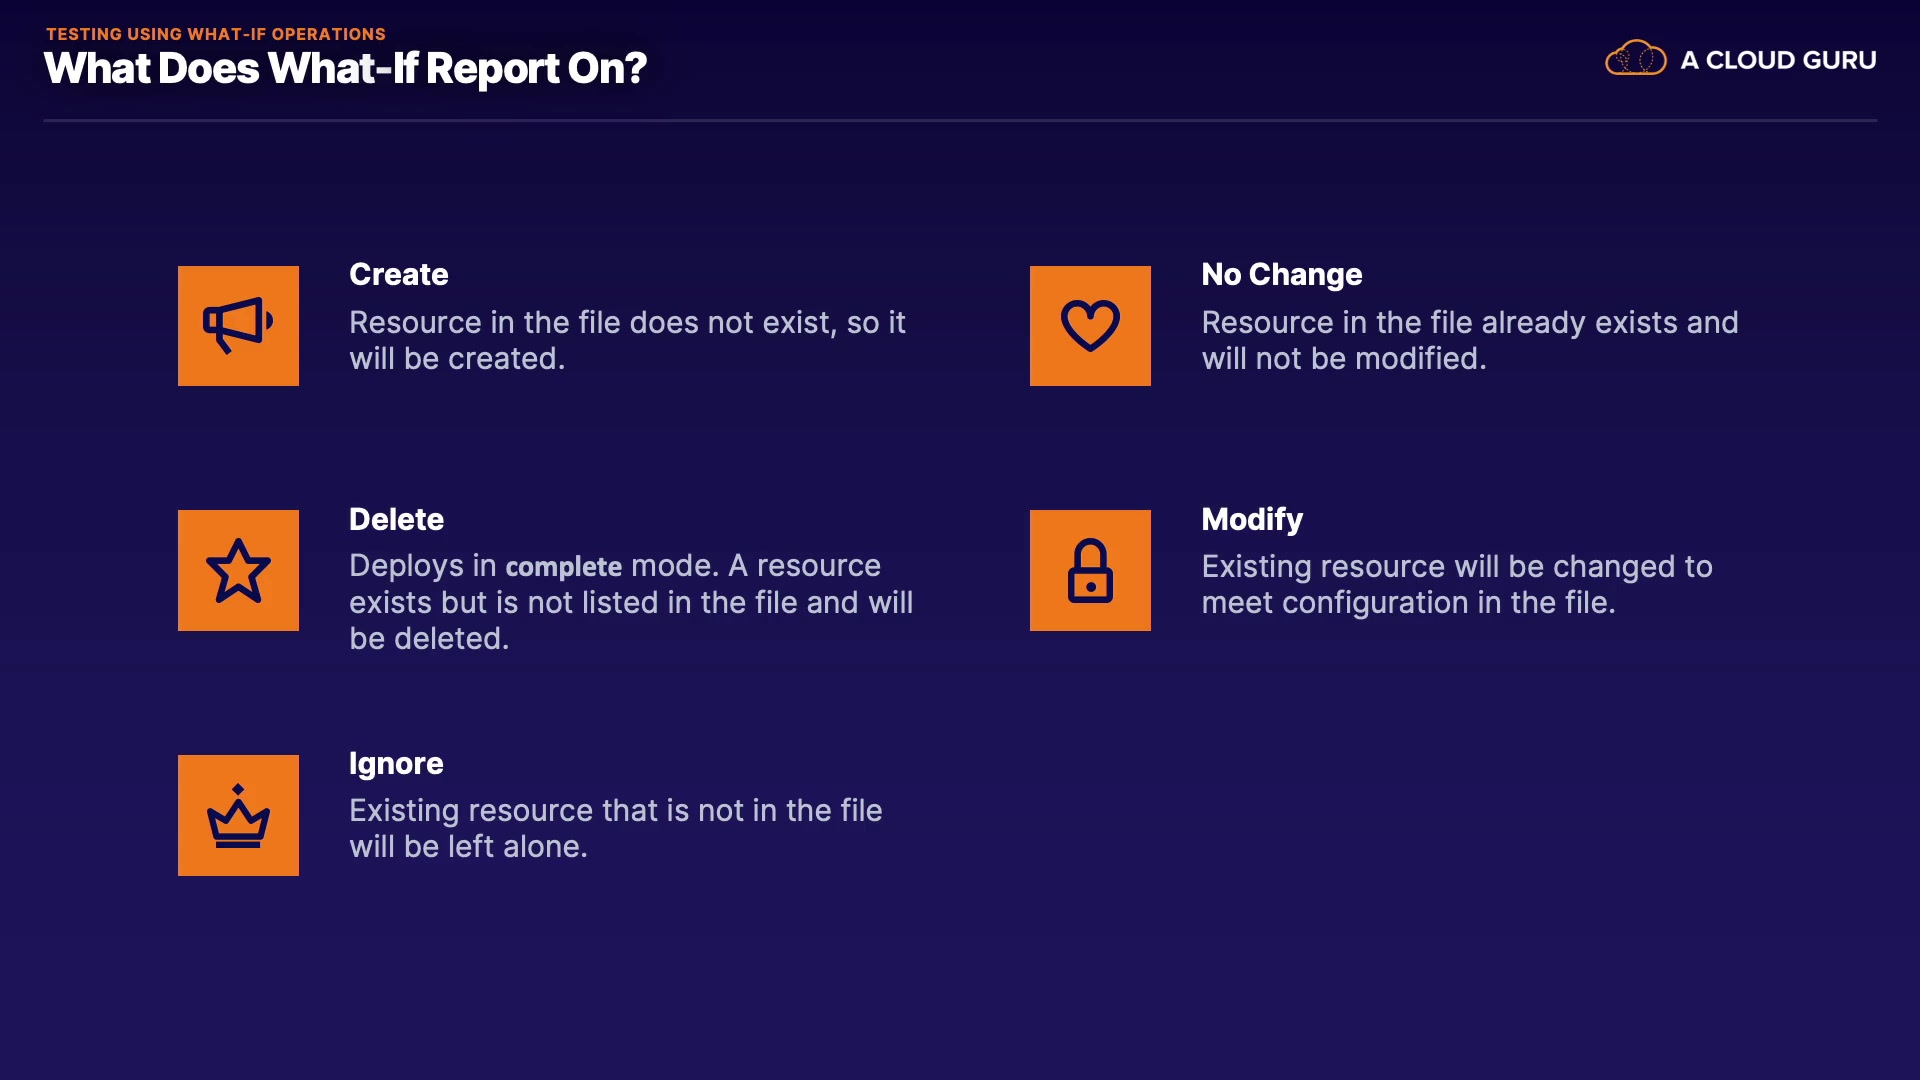 TESTING USING WHAT-IF OPERATIONS
What Does What-If Report On?
A CLOUD GURU
Create
Resource in the file does not exist, so it
will be created.
No Change
Resource in the file already exists and
will not be modified.
Delete
Deploys in complete mode. A resource
exists but is not listed in the file and will
be deleted.
Modify
Existing resource will be changed to
meet configuration in the file.
Ignore
Existing resource that is not in the file
will be left alone.